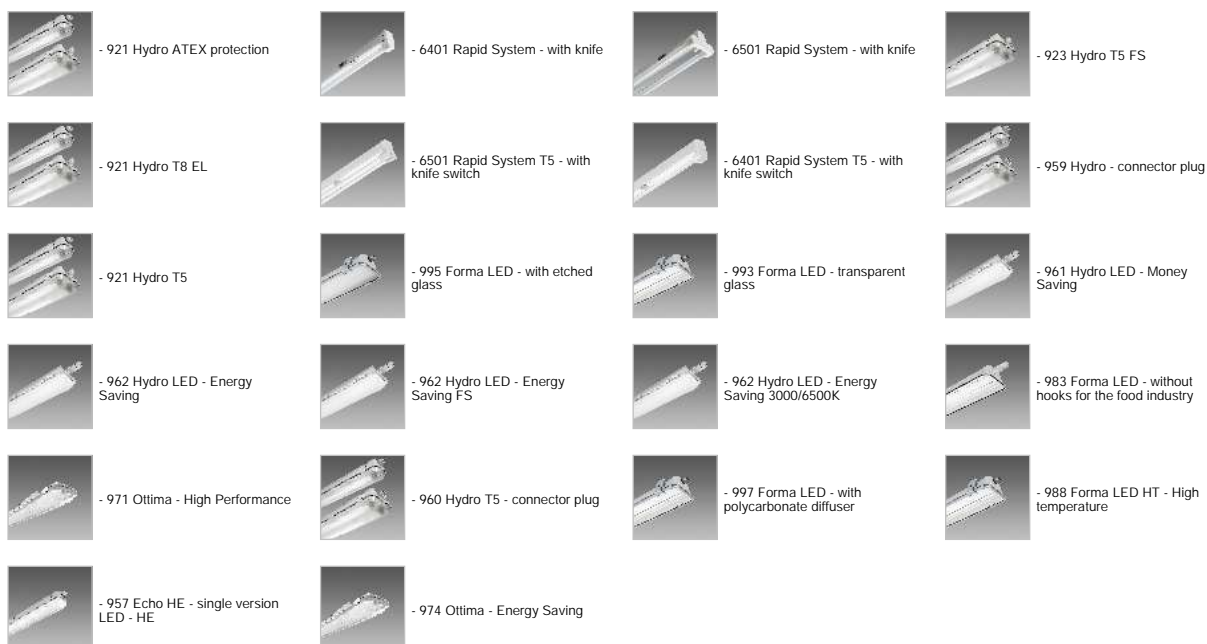 - 921 Hydro ATEX protection
- 6401 Rapid System - with knife
- 6501 Rapid System - with knife
- 923 Hydro T5 FS
- 921 Hydro T8 EL
- 6501 Rapid System T5 - with
knife switch
- 6401 Rapid System T5 - with
knife switch
- 959 Hydro - connector plug
- 921 Hydro T5
- 995 Forma LED - with etched
glass
- 993 Forma LED - transparent
glass
- 961 Hydro LED - Money
Saving
- 962 Hydro LED - Energy
Saving
- 962 Hydro LED - Energy
Saving FS
- 962 Hydro LED - Energy
Saving 3000/6500K
- 983 Forma LED - without
hooks for the food industry
- 971 Ottima - High Performance
- 960 Hydro T5 - connector plug
- 997 Forma LED - with
polycarbonate diffuser
- 988 Forma LED HT - High
temperature
- 957 Echo HE - single version
LED - HE
- 974 Ottima - Energy Saving